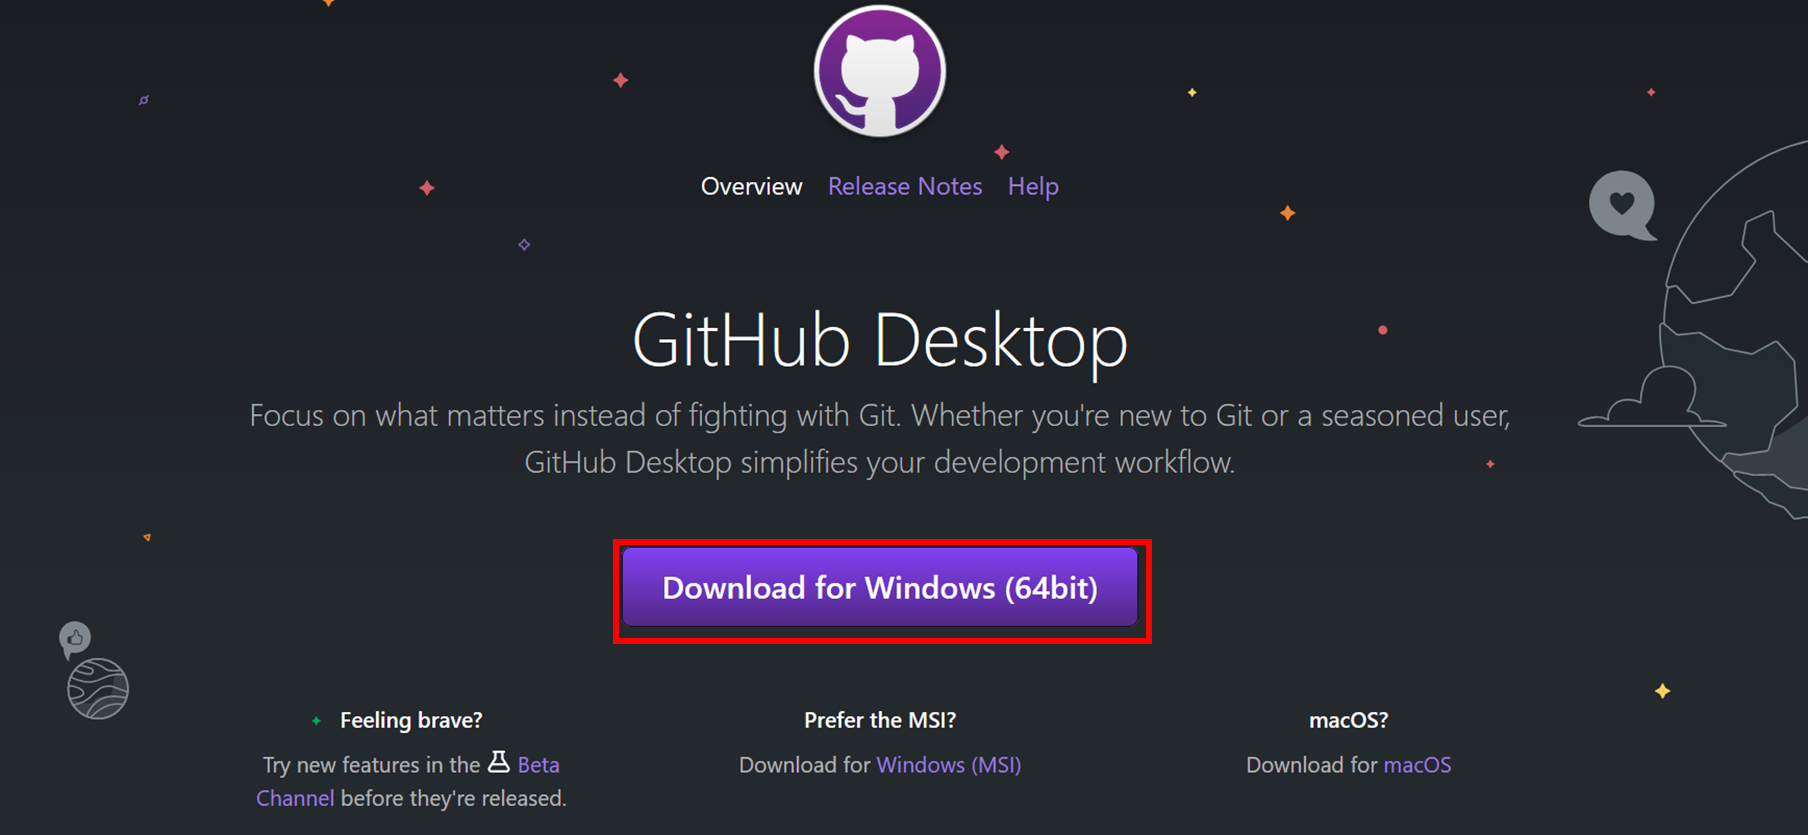 Overview Release Notes Help
GitHub Desktop
Focus on what matters instead of fighting with Git. Whether you're new to Git or a seasoned user,
GitHub Desktop simplifies your development workflow.
Download for Windows (64bit)
Feeling brave?
Try new features in the Beta
Channel before they're released.
Prefer the MSI?
Download for Windows (MSI)
macOS?
Download for macOS